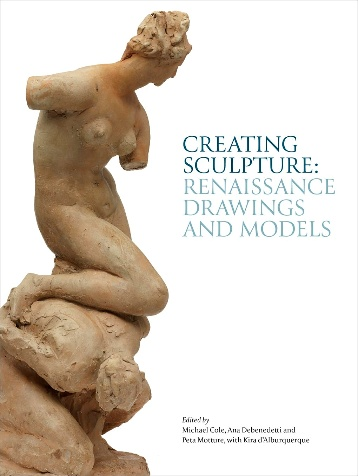 CREATING
SCULPTURE:
RENAISSANCE
DRAWINGS
AND MODELS
Edited by
Michael Cole, Ana Debenedetti and
Peta Motture, with Kira d'Alburquerque